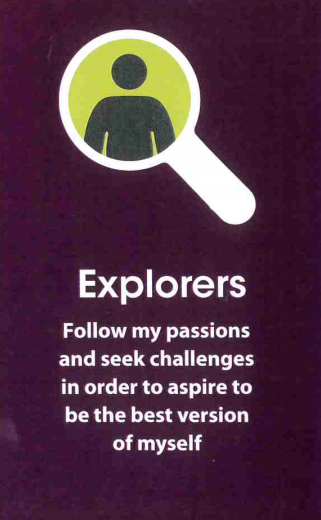 Explorers
Follow my passions
and seek challenges
in order to aspire to
be the best version
of myself